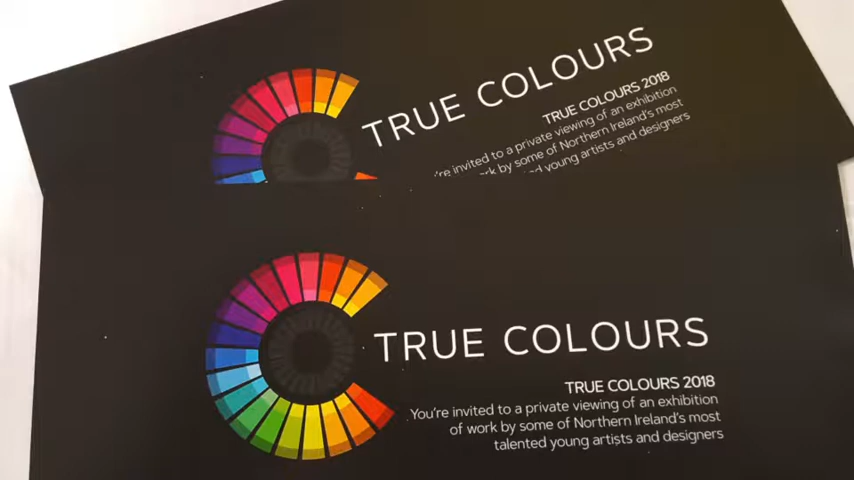 TRUE COLOURS
TRUE COLOURS 2018
're invited to a private viewing of an exhibition
by some of Northern Ireland's most
young artists and designers
TRUE COLOURS
TRUE COLOURS 2018
You're invited to a private viewing of an exhibition
of work by some of Northern Ireland's most
talented young artists and designers